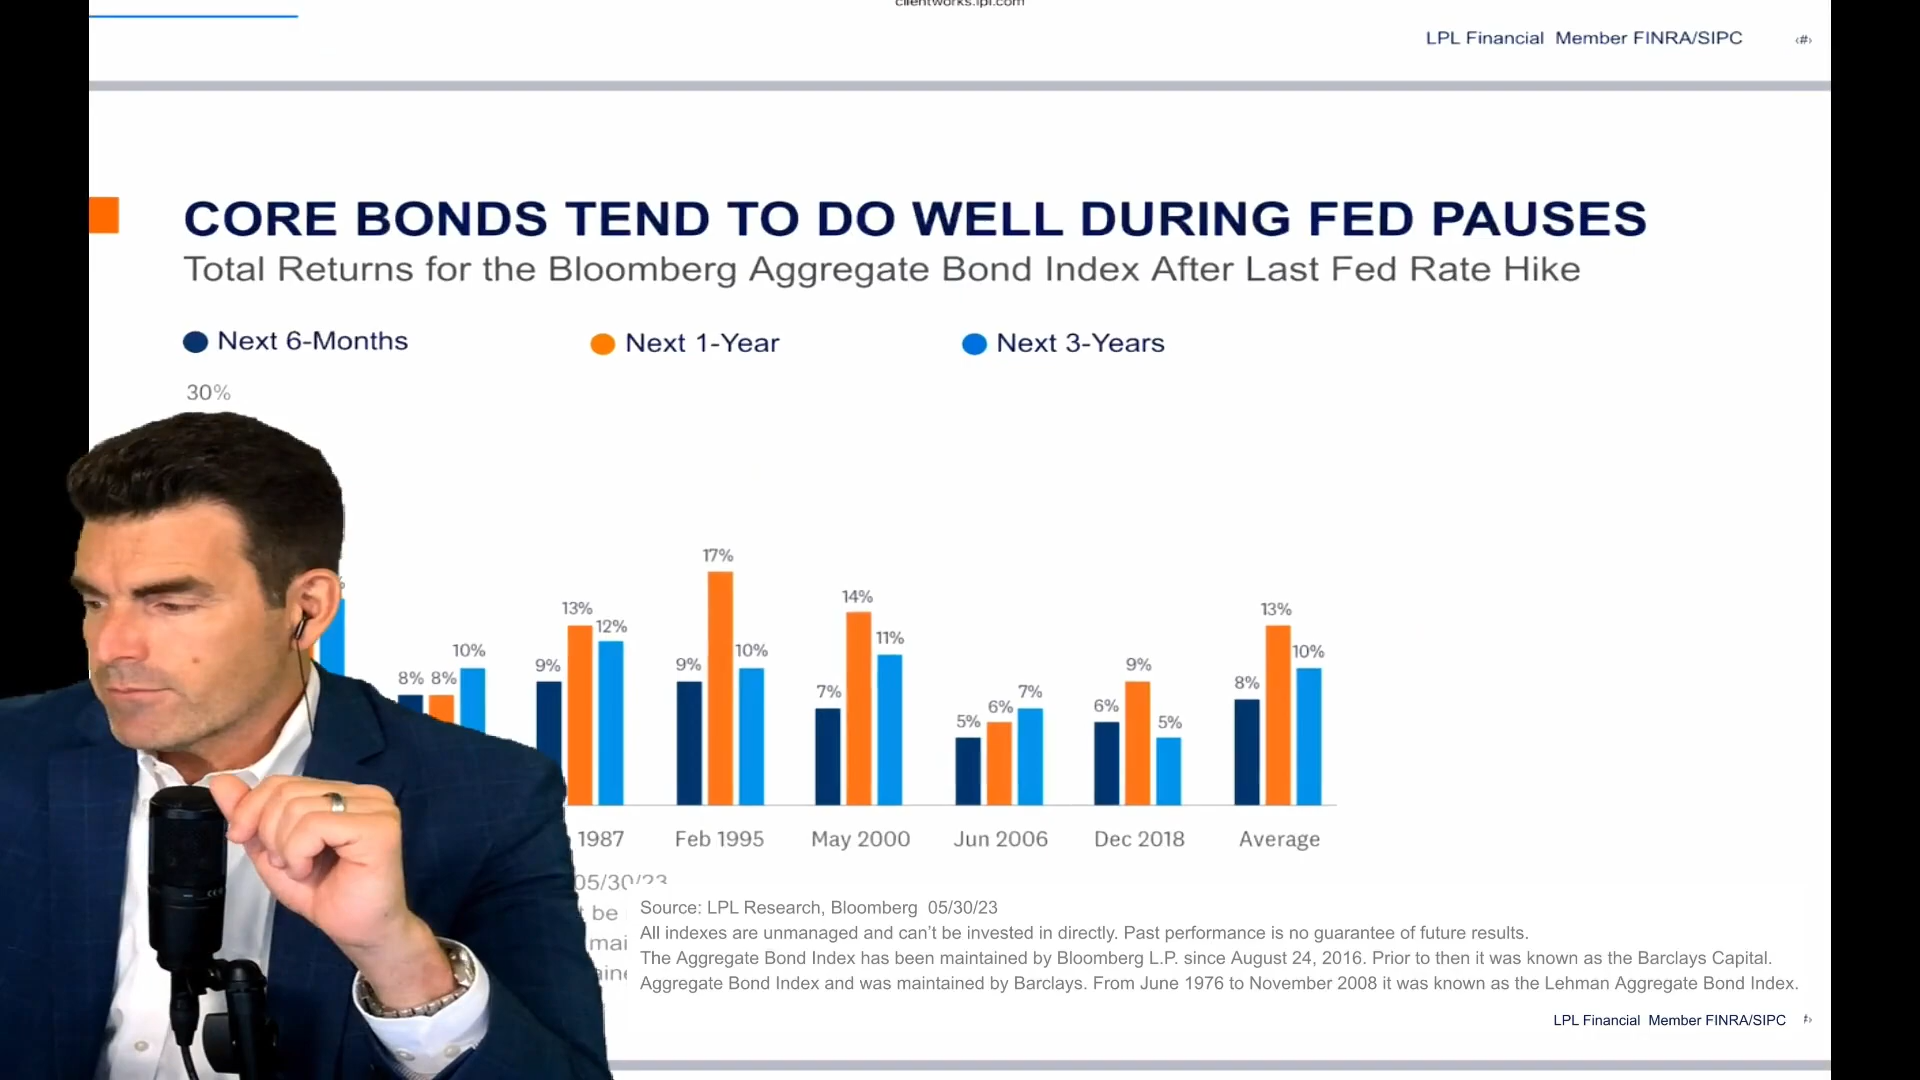 clientworks.lpl.com
LPL Financial Member FINRA/SIPC ‹#›
CORE BONDS TEND TO DO WELL DURING FED PAUSES
Total Returns for the Bloomberg Aggregate Bond Index After Last Fed Rate Hike
Next 6-Months Next 1-Year Next 3-Years
30%
8% 8% 10%
9% 13% 12%
9% 17% 10%
7% 14% 11%
5% 6% 7%
6% 9% 5%
8% 13% 10%
1987 Feb 1995 May 2000 Jun 2006 Dec 2018 Average
05/30/23
be
Source: LPL Research, Bloomberg 05/30/23
All indexes are unmanaged and can’t be invested in directly. Past performance is no guarantee of future results.
The Aggregate Bond Index has been maintained by Bloomberg L.P. since August 24, 2016. Prior to then it was known as the Barclays Capital.
Aggregate Bond Index and was maintained by Barclays. From June 1976 to November 2008 it was known as the Lehman Aggregate Bond Index.
LPL Financial Member FINRA/SIPC